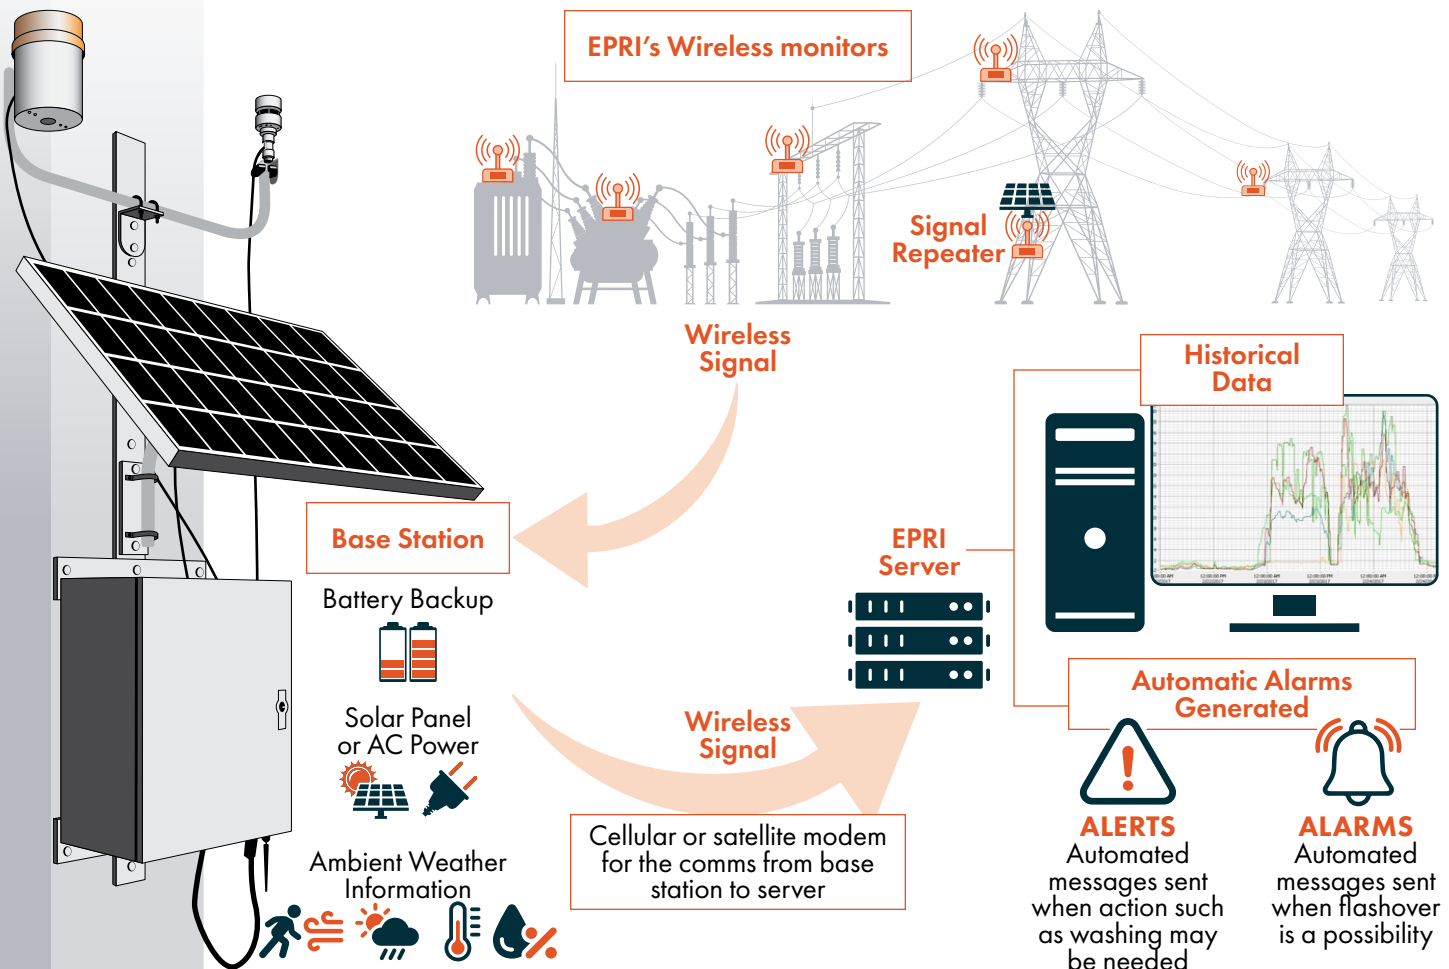 EPRI's Wireless monitors
Signal
Repeater
Wireless
Signal
Historical
Data
Base Station
Battery Backup
Solar Panel
or AC Power
Ambient Weather
Information
EPRI
Server
Wireless
Signal
Cellular or satellite modem
for the comms from base
station to server
Automatic Alarms
Generated
ALERTS
Automated
messages sent
when action such
as washing may
be needed
ALARMS
Automated
messages sent
when flashover
is a possibility